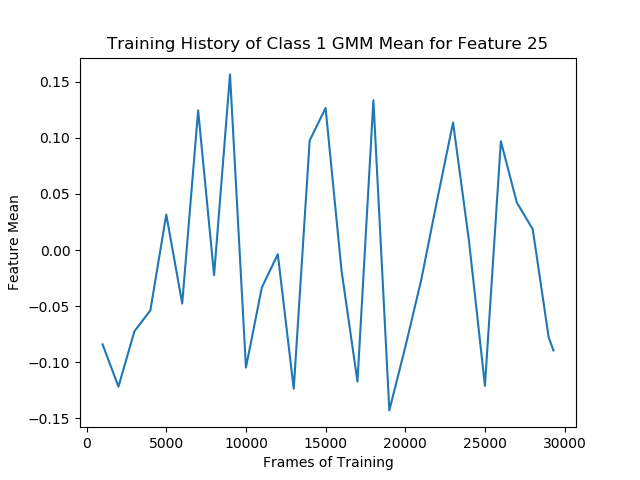 Training History of Class 1 GMM Mean for Feature 25
0.15
0.10
0.05
0.00
−0.05
−0.10
−0.15
Feature Mean
0 5000 10000 15000 20000 25000 30000
Frames of Training